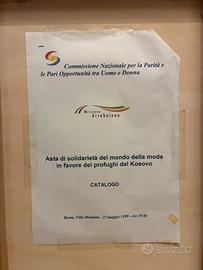 Commissione Nazionale per la Parità e
le Pari Opportunità tra Uomo e Donna
Missione
Arcobaleno
Asta di solidarietà del mondo della moda
in favore dei profughi del Kosovo
CATALOGO
Roma, Villa Madama - 25 maggio 1999 - ore 19.00
Subito